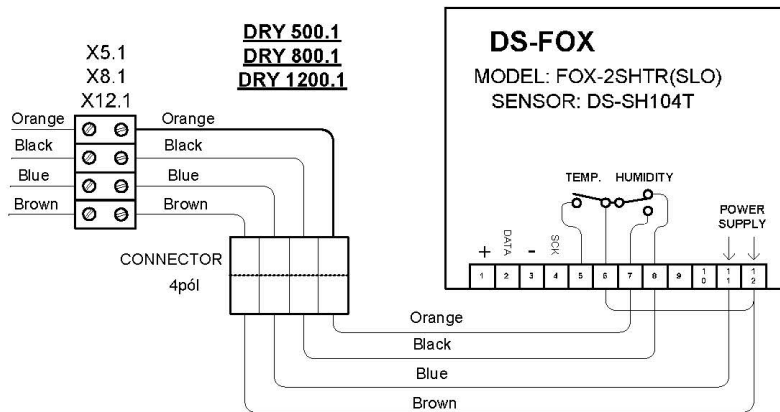 DRY 500.1
DRY 800.1
DRY 1200.1
X5.1
X8.1
X12.1
Orange
Orange
Black
Black
Blue
Blue
Brown
Brown
CONNECTOR
4pól
DS-FOX
MODEL: FOX-2SHTR(SLO)
SENSOR: DS-SH104T
TEMP. HUMIDITY
POWER
SUPPLY
+ DATA - SCK
1 2 3 4 5 6 7 8 9 10 11 12
Orange
Black
Blue
Brown